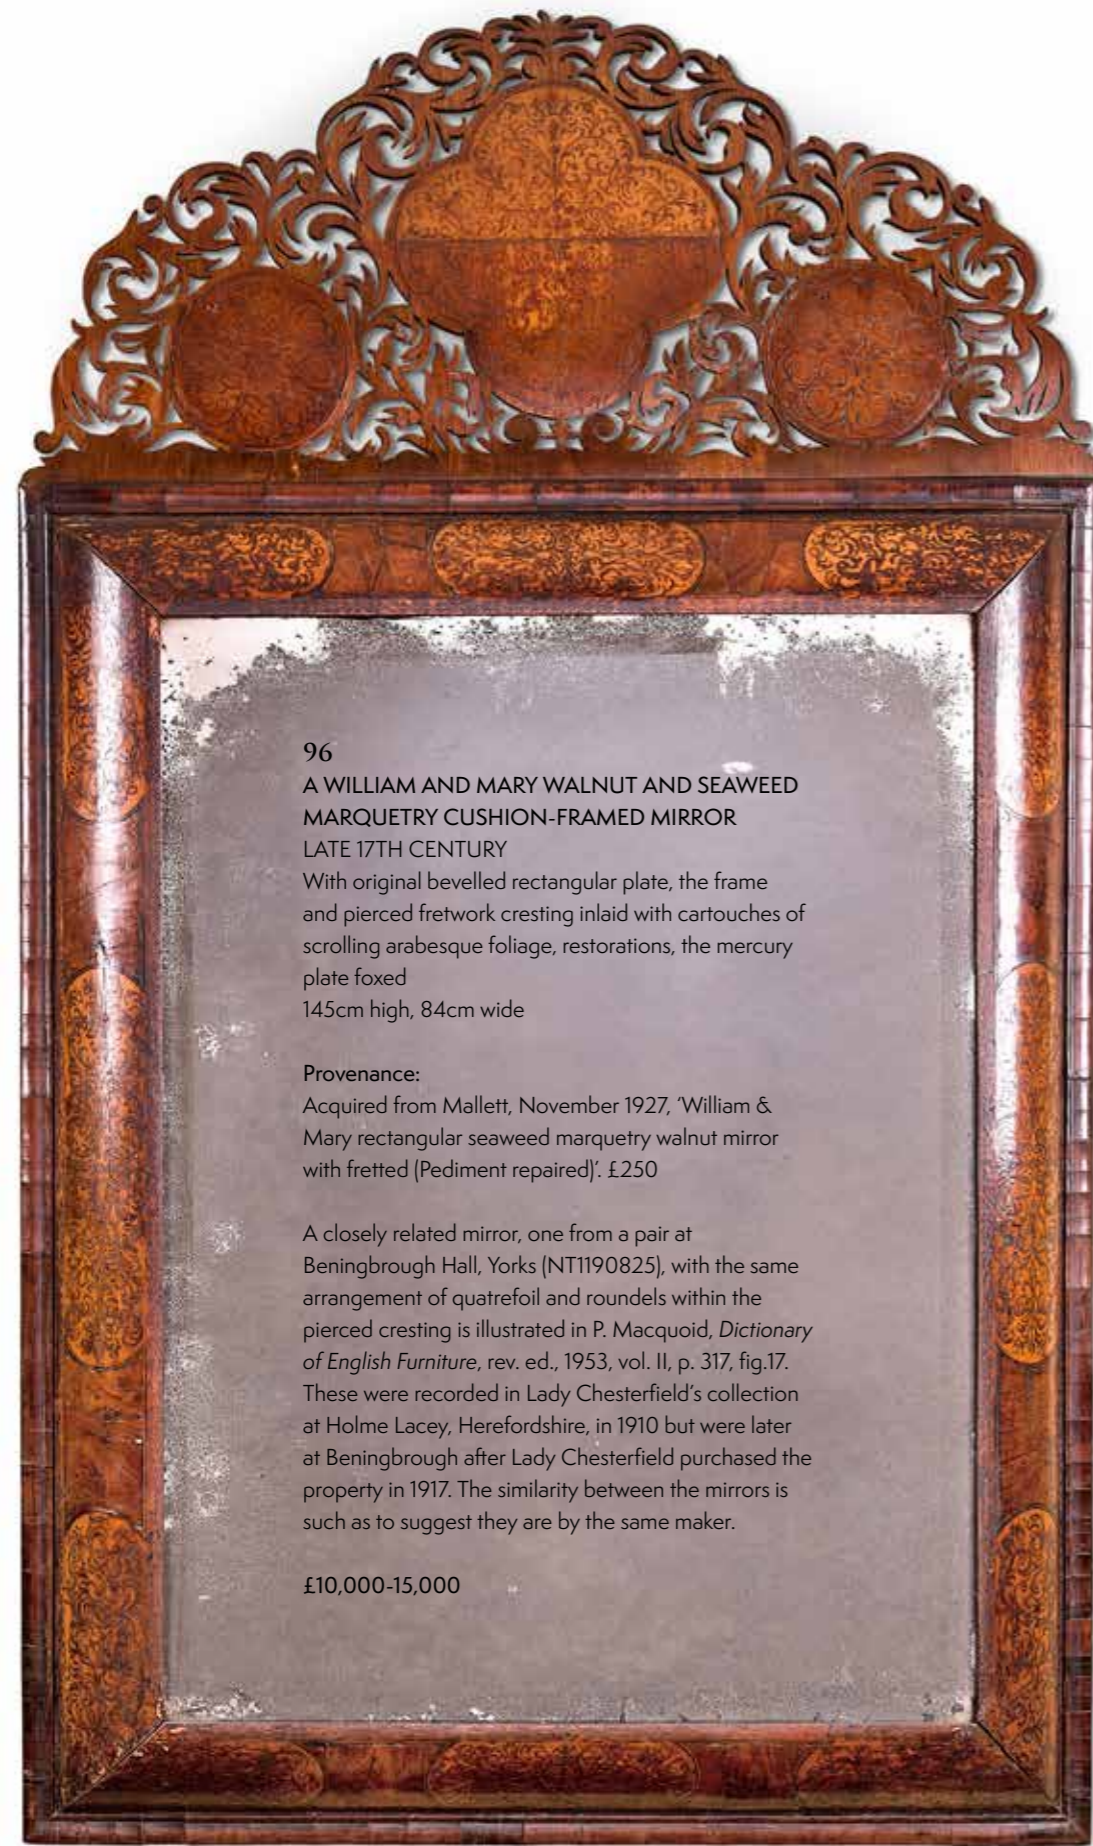 96
A WILLIAM AND MARY WALNUT AND SEAWEED
MARQUETRY CUSHION-FRAMED MIRROR
LATE 17TH CENTURY
With original bevelled rectangular plate, the frame
and pierced fretwork cresting inlaid with cartouches of
scrolling arabesque foliage, restorations, the mercury
plate foxed
145cm high, 84cm wide
Provenance:
Acquired from Mallett, November 1927, ‘William &
Mary rectangular seaweed marquetry walnut mirror
with fretted (Pediment repaired)’. £250
A closely related mirror, one from a pair at
Beningbrough Hall, Yorks (NT1190825), with the same
arrangement of quatrefoil and roundels within the
pierced cresting is illustrated in P. Macquoid, Dictionary
of English Furniture, rev. ed., 1953, vol. II, p. 317, fig.17.
These were recorded in Lady Chesterfield’s collection
at Holme Lacey, Herefordshire, in 1910 but were later
at Beningbrough after Lady Chesterfield purchased the
property in 1917. The similarity between the mirrors is
such as to suggest they are by the same maker.
£10,000-15,000